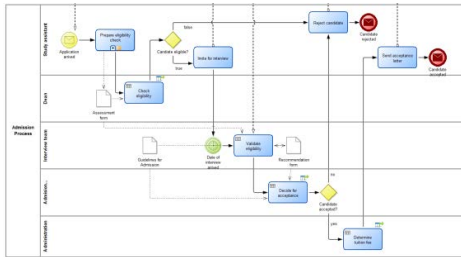 Admission
Process
Study assistant
Application
arrived
Prepare eligibility
check
Candidate eligible?
false
true
Invite for interview
Reject candidate
Candidate
rejected
Send acceptance
letter
Candidate
accepted
Dean
Check
eligibility
Assessment
form
Interview team
Guidelines for
Admission
Date of
interview
arrived
Validate
eligibility
Recommendation
form
Admission...
Decide for
acceptance
Candidate
accepted?
no
yes
Administration
Determine
tuition fee